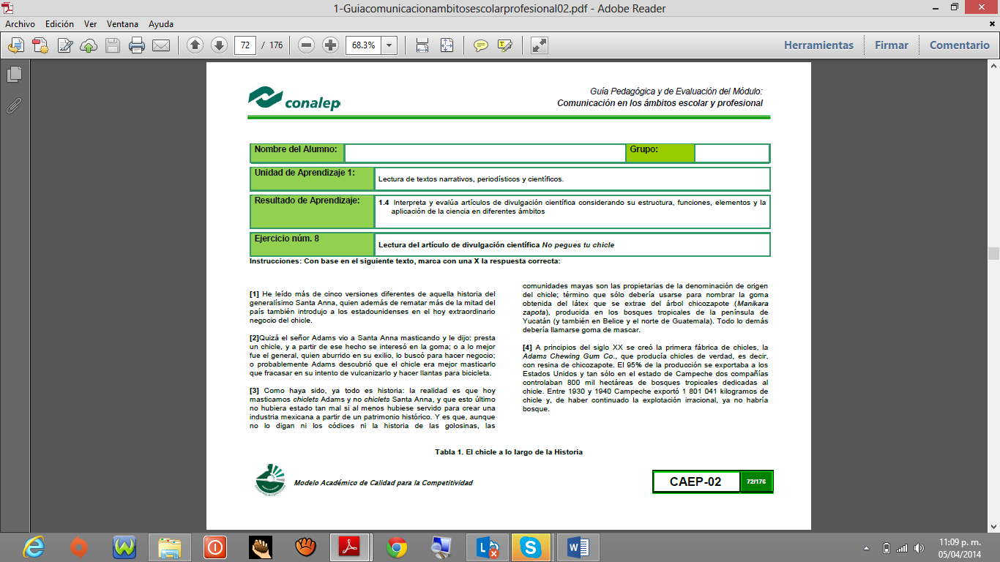 1-Guiacomunicacionambitosescolarprofesional02.pdf - Adobe Reader
Archivo Edición Ver Ventana Ayuda
72 / 176 68.3% Herramientas Firmar Comentario
conalep
Guía Pedagógica y de Evaluación del Módulo:
Comunicación en los ámbitos escolar y profesional
Nombre del Alumno: Grupo:
Unidad de Aprendizaje 1: Lectura de textos narrativos, periodísticos y científicos.
Resultado de Aprendizaje: 1.4 Interpreta y evalúa artículos de divulgación científica considerando su estructura, funciones, elementos y la
aplicación de la ciencia en diferentes ámbitos
Ejercicio núm. 8 Lectura del artículo de divulgación científica No pegues tu chicle
Instrucciones: Con base en el siguiente texto, marca con una X la respuesta correcta:
[1] He leído más de cinco versiones diferentes de aquella historia del
generalísimo Santa Anna, quien además de rematar más de la mitad del
país también introdujo a los estadounidenses en el hoy extraordinario
negocio del chicle.
[2]Quizá el señor Adams vio a Santa Anna masticando y le dijo: presta
un chicle, y a partir de ese hecho se interesó en la goma; o a lo mejor
fue el general, quien aburrido en su exilio, lo buscó para hacer negocio;
o probablemente Adams descubrió que el chicle era mejor masticarlo
que fracasar en su intento de vulcanizarlo y hacer llantas para bicicleta.
[3] Como haya sido, ya todo es historia: la realidad es que hoy
masticamos chiclets Adams y no chiclets Santa Anna, y que esto último
no hubiera estado tan mal si al menos hubiese servido para crear una
industria mexicana a partir de un patrimonio histórico. Y es que, aunque
no lo digan ni los códices ni la historia de las golosinas, las
comunidades mayas son las propietarias de la denominación de origen
del chicle; término que sólo debería usarse para nombrar la goma
obtenida del látex que se extrae del árbol chicozapote (Manikara
zapota), producida en los bosques tropicales de la península de
Yucatán (y también en Belice y el norte de Guatemala). Todo lo demás
debería llamarse goma de mascar.
[4] A principios del siglo XX se creó la primera fábrica de chicles, la
Adams Chewing Gum Co., que producía chicles de verdad, es decir,
con resina de chicozapote. El 95% de la producción se exportaba a los
Estados Unidos y tan sólo en el estado de Campeche dos compañías
controlaban 800 mil hectáreas de bosques tropicales dedicadas al
chicle. Entre 1930 y 1940 Campeche exportó 1 801 041 kilogramos de
chicle y, de haber continuado la explotación irracional, ya no habría
bosque.
Tabla 1. El chicle a lo largo de la Historia
Modelo Académico de Calidad para la Competitividad
CAEP-02 72/176
11:09 p. m.
05/04/2014